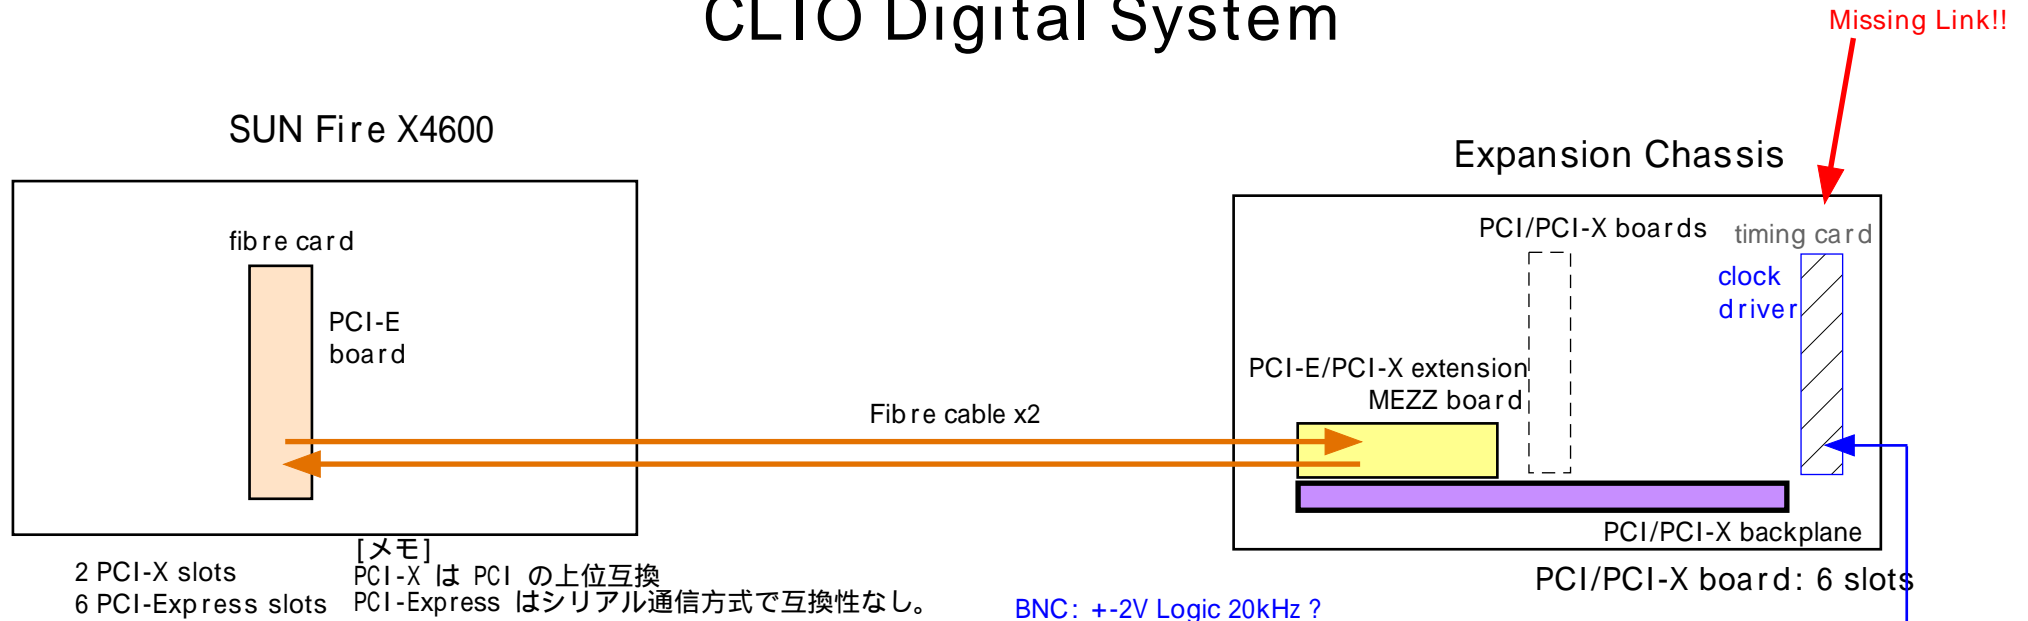 CLIO Digital System
Missing Link!!
SUN Fire X4600
Expansion Chassis
fibre card
PCI-E
board
PCI/PCI-X boards
timing card
clock
driver
PCI-E/PCI-X extension
MEZZ board
Fibre cable x2
PCI/PCI-X backplane
PCI/PCI-X board: 6 slots
2 PCI-X slots
6 PCI-Express slots
[メモ]
PCI-X は PCI の上位互換
PCI-Express はシリアル通信方式で互換性なし。
BNC: +-2V Logic 20kHz ?